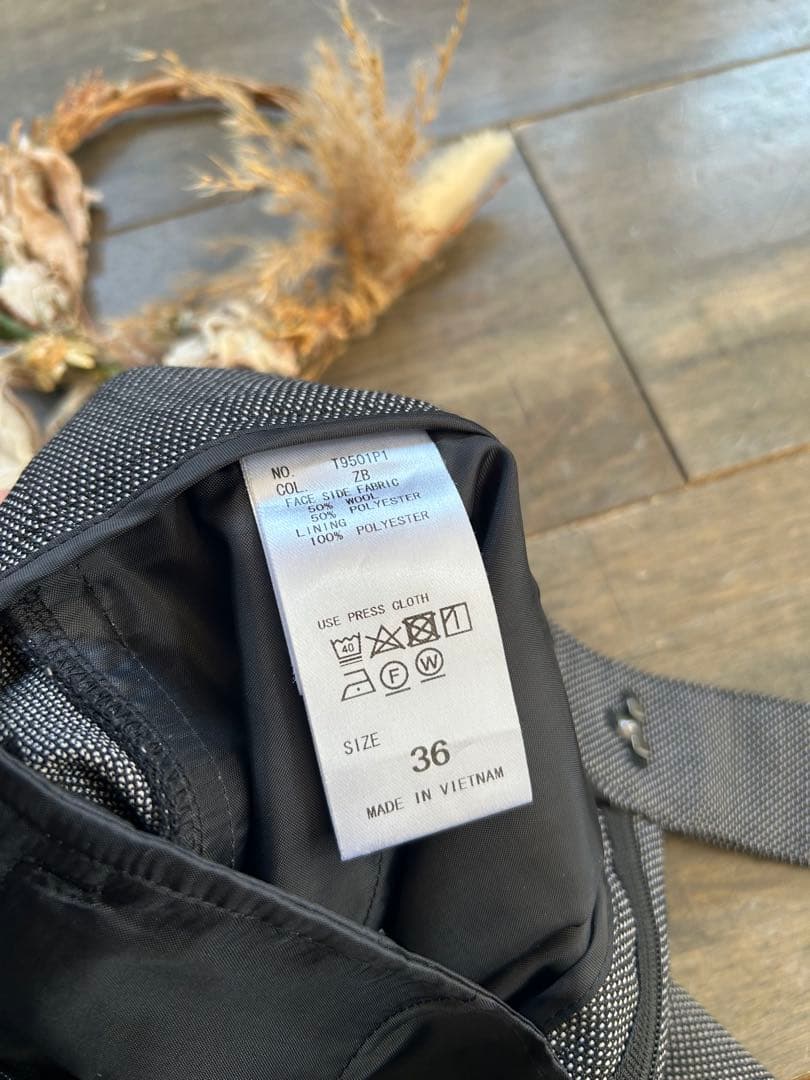 NO. T9501P1
COL. ZB
FACE SIDE FABRIC
50% WOOL
50% POLYESTER
LINING
100% POLYESTER
USE PRESS CLOTH
40
F W
SIZE 36
MADE IN VIETNAM